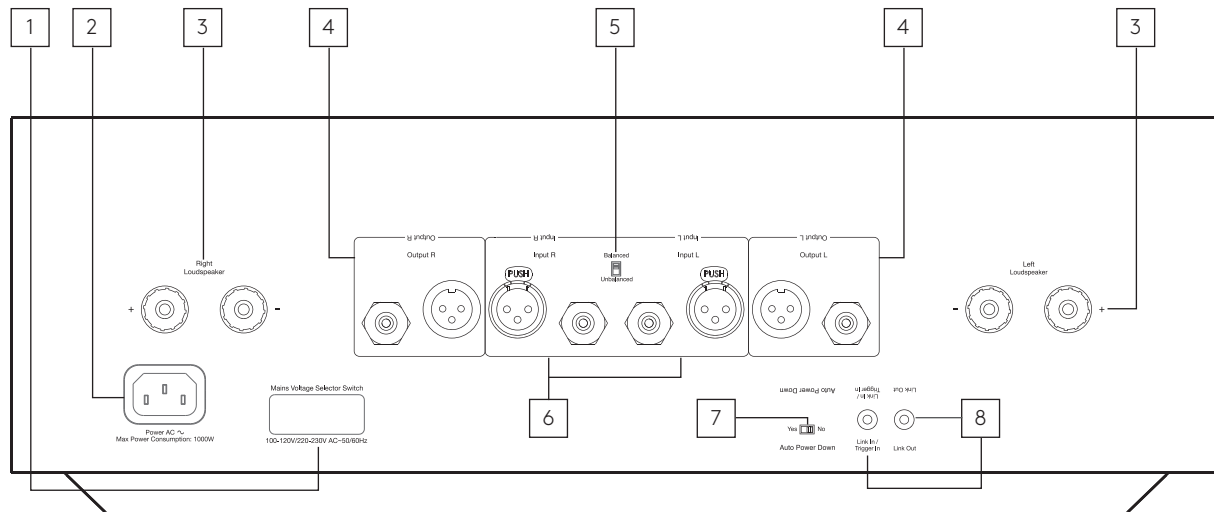 1
2
3
4
5
4
3
Output R
Input R
Input L
Output L
Output R
Input R
Balanced
Unbalanced
Input L
Output L
PUSH
PUSH
Right
Loudspeaker
+
-
Left
Loudspeaker
-
+
Power AC ~
Max Power Consumption: 1000W
Mains Voltage Selector Switch
100-120V/220-230V AC~50/60Hz
6
7
8
Auto Power Down
Link In /
Trigger In
Link Out
Yes
No
Auto Power Down
Link In /
Trigger In
Link Out